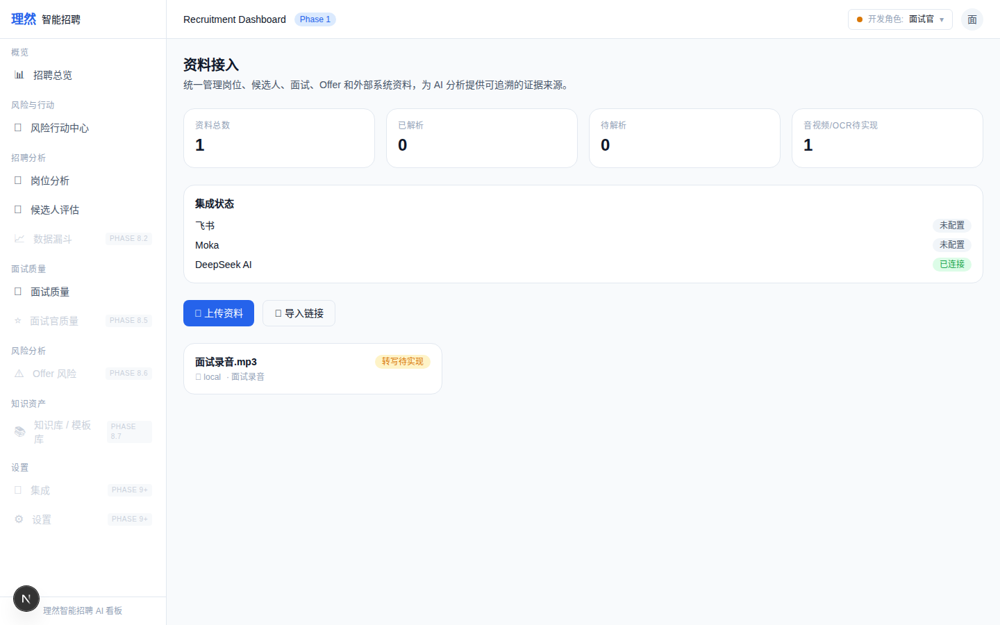 理然 智能招聘
Recruitment Dashboard Phase 1
开发角色: 面试官 ▾ 面
概览
招聘总览
风险与行动
风险行动中心
招聘分析
岗位分析
候选人评估
数据漏斗 PHASE 8.2
面试质量
面试质量
面试官质量 PHASE 8.5
风险分析
Offer 风险 PHASE 8.6
知识资产
知识库 / 模板
库
PHASE
8.7
设置
集成 PHASE 9+
设置 PHASE 9+
N
理然智能招聘 AI 看板
资料接入
统一管理岗位、候选人、面试、Offer 和外部系统资料，为 AI 分析提供可追溯的证据来源。
资料总数
1
已解析
0
待解析
0
音视频/OCR待实现
1
集成状态
飞书 未配置
Moka 未配置
DeepSeek AI 已连接
上传资料
导入链接
面试录音.mp3 转写待实现
local · 面试录音